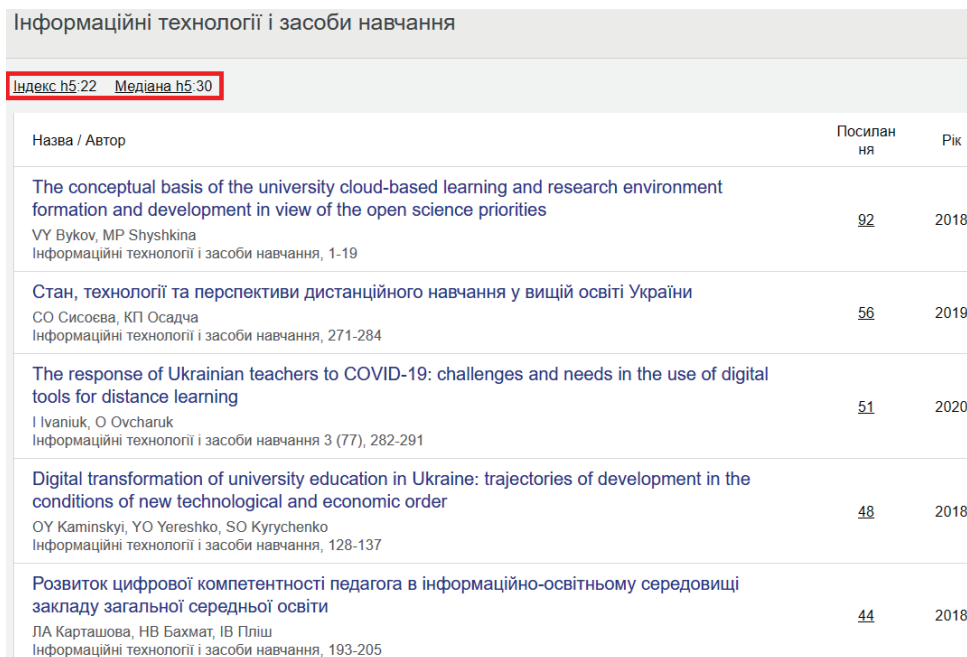 Інформаційні технології і засоби навчання
Індекс h5:22 Медіана h5:30
Назва / Автор Посилан
ня Рік
The conceptual basis of the university cloud-based learning and research environment
formation and development in view of the open science priorities
92 2018
VY Bykov, MP Shyshkina
Інформаційні технології і засоби навчання, 1-19
Стан, технології та перспективи дистанційного навчання у вищій освіті України
56 2019
СО Сисоєва, КП Осадча
Інформаційні технології і засоби навчання, 271-284
The response of Ukrainian teachers to COVID-19: challenges and needs in the use of digital
tools for distance learning
51 2020
I Ivaniuk, O Ovcharuk
Інформаційні технології і засоби навчання 3 (77), 282-291
Digital transformation of university education in Ukraine: trajectories of development in the
conditions of new technological and economic order
48 2018
OY Kaminskyi, YO Yereshko, SO Kyrychenko
Інформаційні технології і засоби навчання, 128-137
Розвиток цифрової компетентності педагога в інформаційно-освітньому середовищі
закладу загальної середньої освіти
44 2018
ЛА Карташова, НВ Бахмат, ІВ Пліш
Інформаційні технології і засоби навчання, 193-205